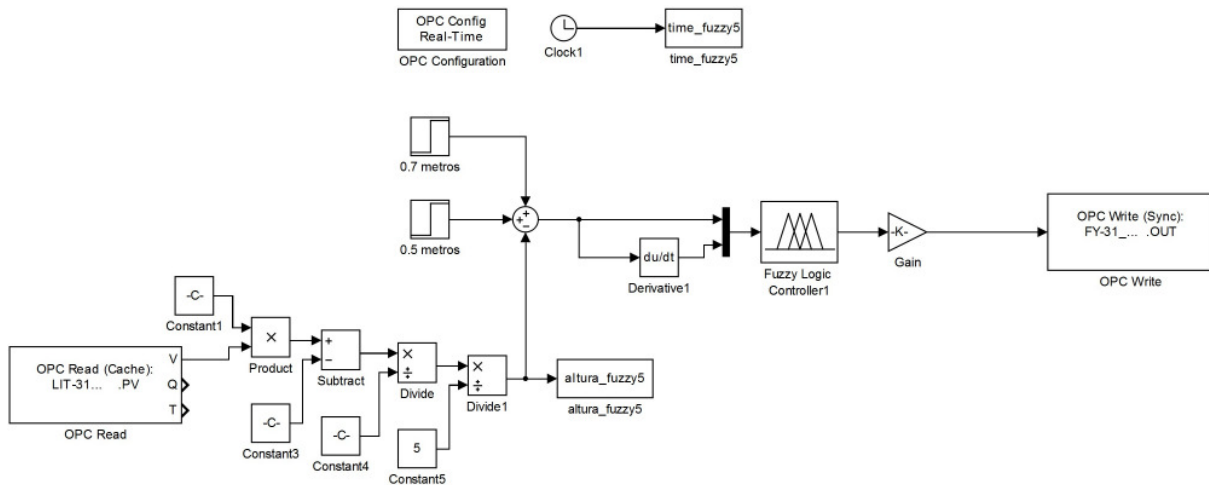 OPC Config
Real-Time
OPC Configuration
Clock1
time_fuzzy5
time_fuzzy5
0.7 metros
0.5 metros
du/dt
Derivative1
Fuzzy Logic
Controller1
-K-
Gain
OPC Write (Sync):
FY-31_... .OUT
OPC Write
-C-
Constant1
OPC Read (Cache):
LIT-31... .PV
V
Q
T
OPC Read
×
Product
+
−
Subtract
×
÷
Divide
×
÷
Divide1
+
+
−
altura_fuzzy5
altura_fuzzy5
-C-
Constant3
-C-
Constant4
5
Constant5